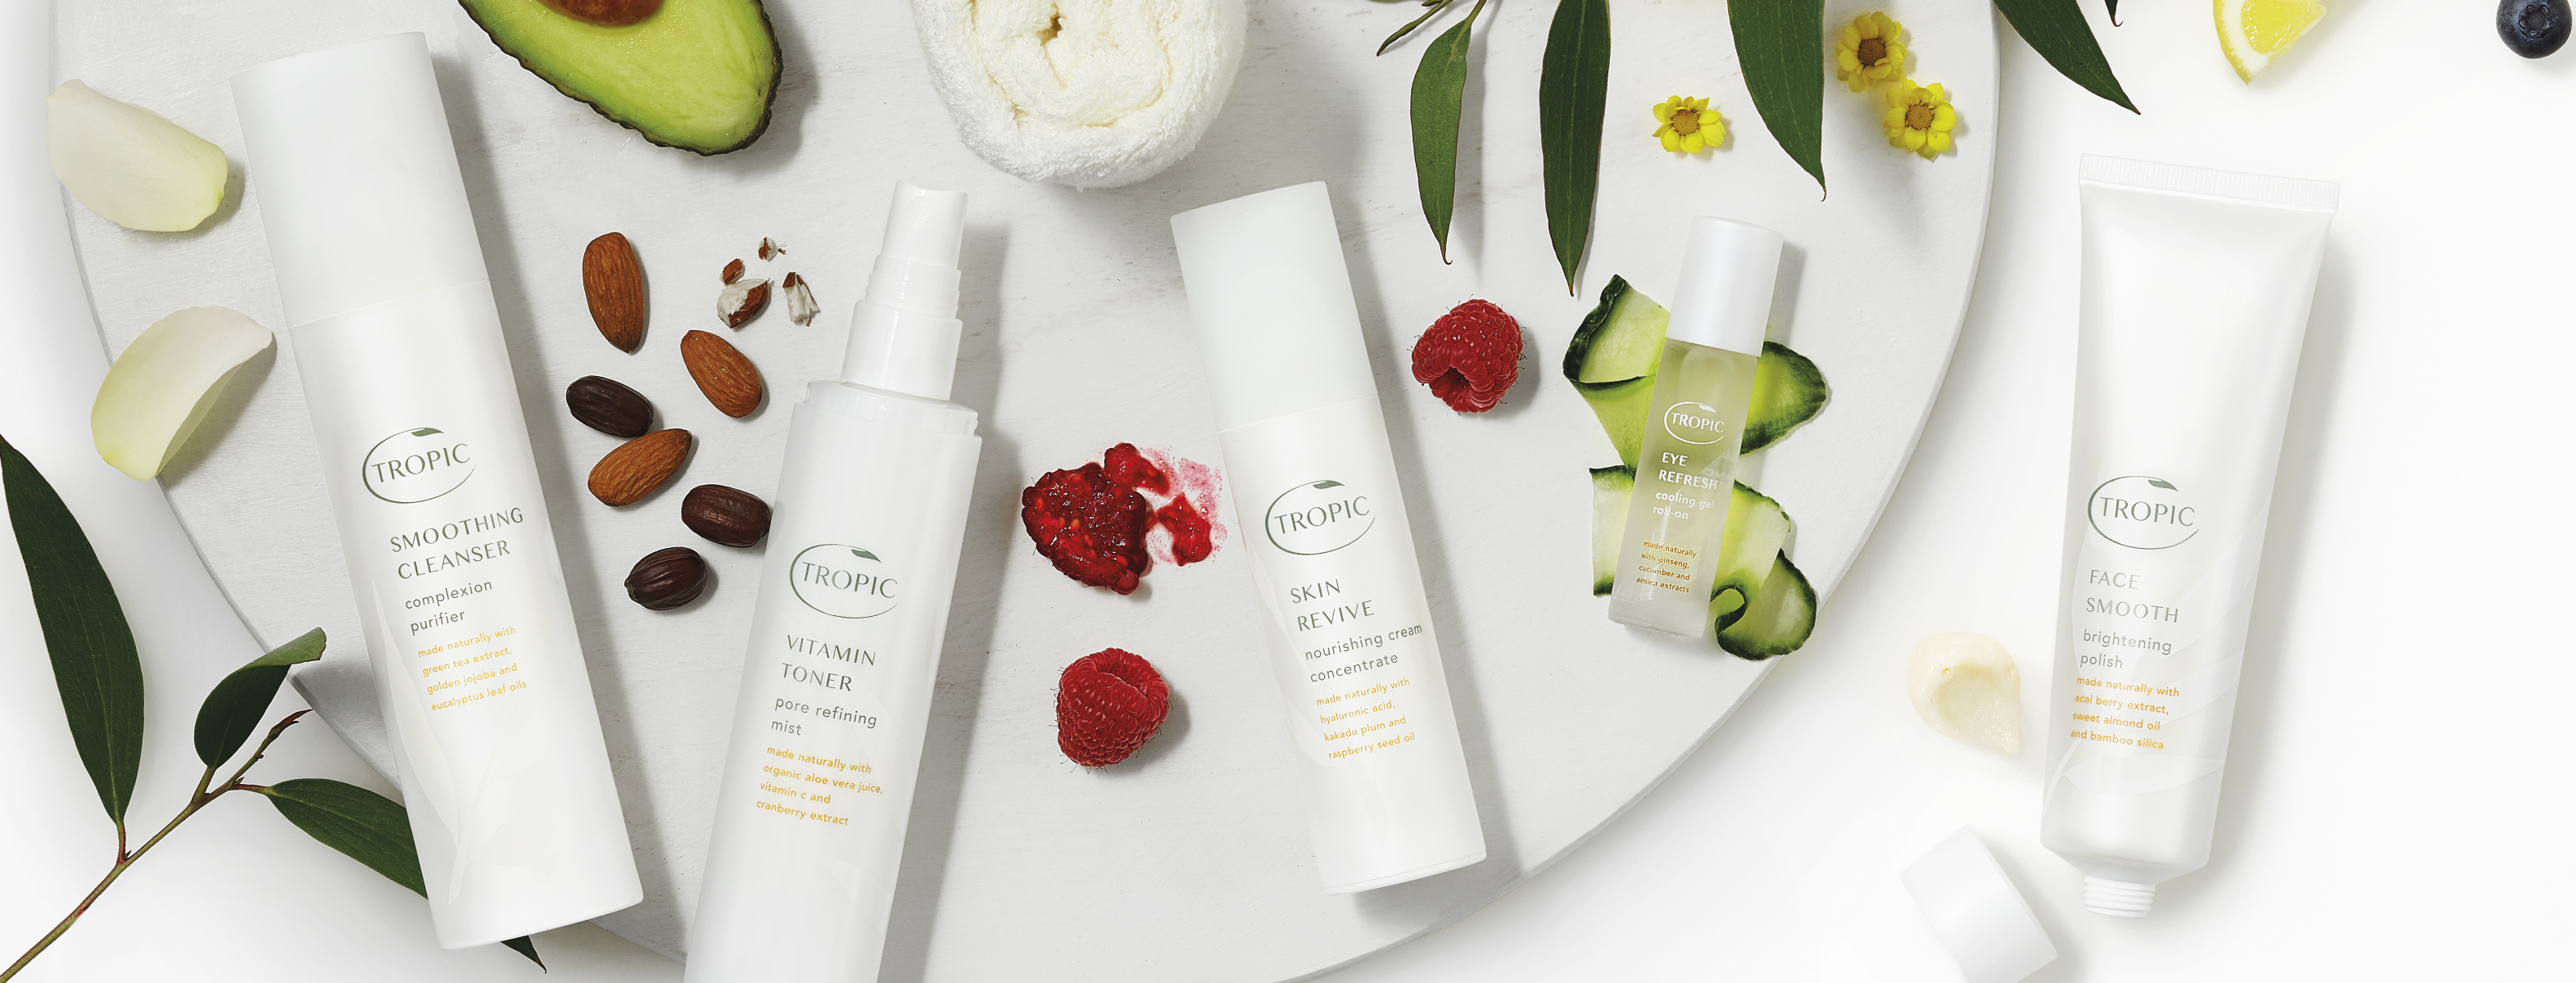 TROPIC
SMOOTHING
CLEANSER
complexion
purifier
made naturally with
green tea extract,
golden jojoba and
eucalyptus leaf oils
TROPIC
VITAMIN
TONER
pore refining
mist
made naturally with
organic aloe vera juice,
vitamin c and
cranberry extract
TROPIC
SKIN
REVIVE
nourishing cream
concentrate
made naturally with
hyaluronic acid,
kakadu plum and
raspberry seed oil
TROPIC
EYE
REFRESH
cooling gel
roll-on
made naturally
with ginseng,
cucumber and
arnica extracts
TROPIC
FACE
SMOOTH
brightening
polish
made naturally with
acai berry extract,
sweet almond oil
and bamboo silica